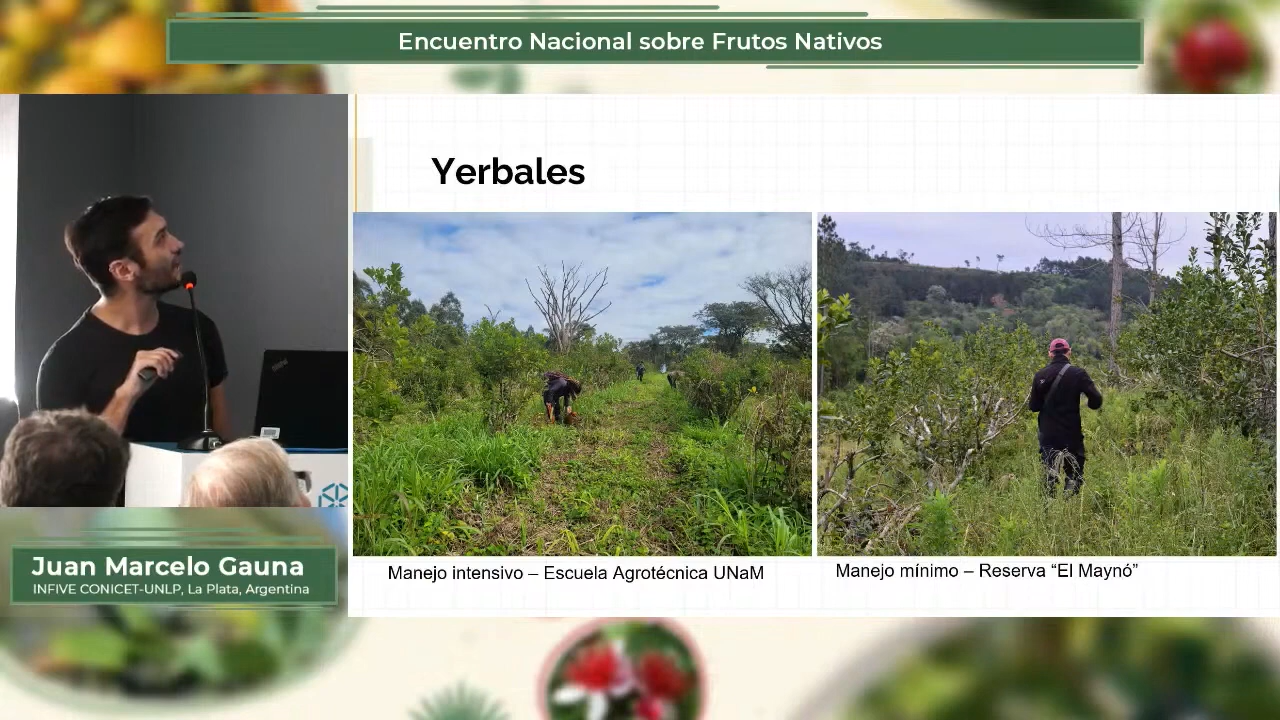 Encuentro Nacional sobre Frutos Nativos
Yerbales
Manejo intensivo – Escuela Agrotécnica UNaM
Manejo mínimo – Reserva “El Maynó”
Juan Marcelo Gauna
INFIVE CONICET-UNLP, La Plata, Argentina